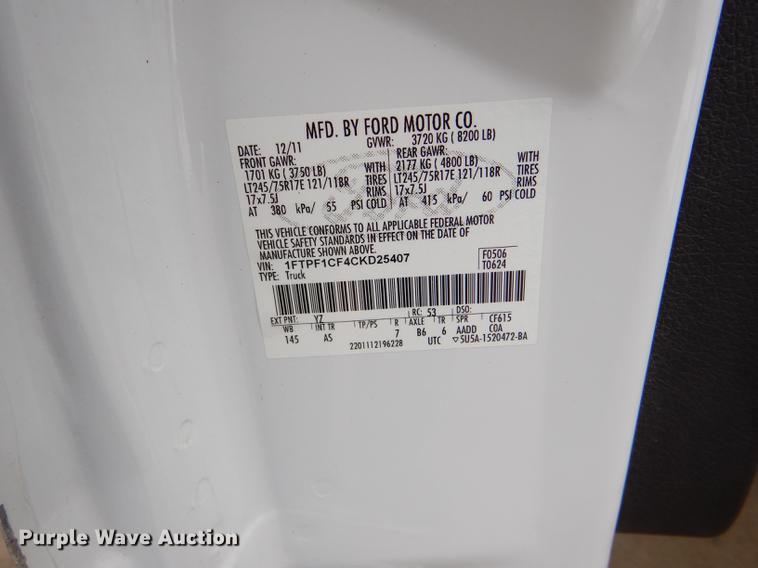 MFD. BY FORD MOTOR CO.
DATE: 12/11 GVWR: 3720 KG ( 8200 LB)
FRONT GAWR: REAR GAWR:
1701 KG ( 3750 LB) WITH 2177 KG ( 4800 LB) WITH
LT245/75R17E 121/118R TIRES LT245/75R17E 121/118R TIRES
17x7.5J RIMS 17x7.5J RIMS
AT 380 kPa/ 55 PSI COLD AT 415 kPa/ 60 PSI COLD
THIS VEHICLE CONFORMS TO ALL APPLICABLE FEDERAL MOTOR
VEHICLE SAFETY STANDARDS IN EFFECT ON THE DATE OF
MANUFACTURE SHOWN ABOVE.
VIN: 1FTPF1CF4CKD25407 F0506
TYPE: Truck T0624
EXT PNT: YZ RC: 53 DSO:
WB INT TR TP/PS R AXLE TR SPR CF615
145 AS 7 B6 6 AADD COA
2201112196228 UTC ▽5U5A-1520472-BA
Purple Wave Auction